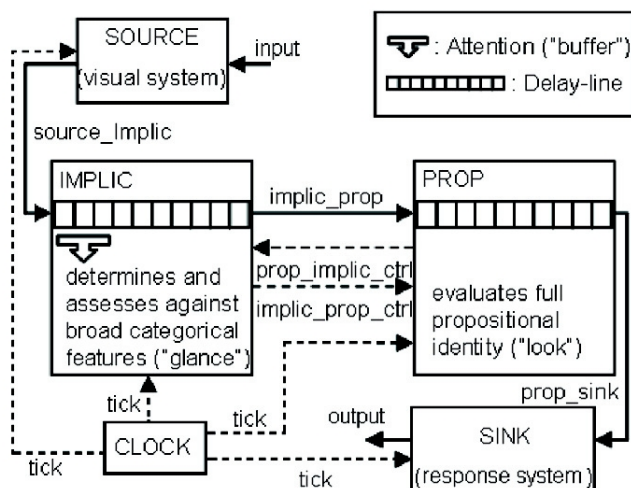 SOURCE
(visual system)
input
: Attention ("buffer")
: Delay-line
source_Implic
IMPLIC
implic_prop
PROP
determines and
assesses against
broad categorical
features ("glance")
prop_implic_ctrl
implic_prop_ctrl
evaluates full
propositional
identity ("look")
prop_sink
tick
tick
output
CLOCK
tick
tick
SINK
(response system)